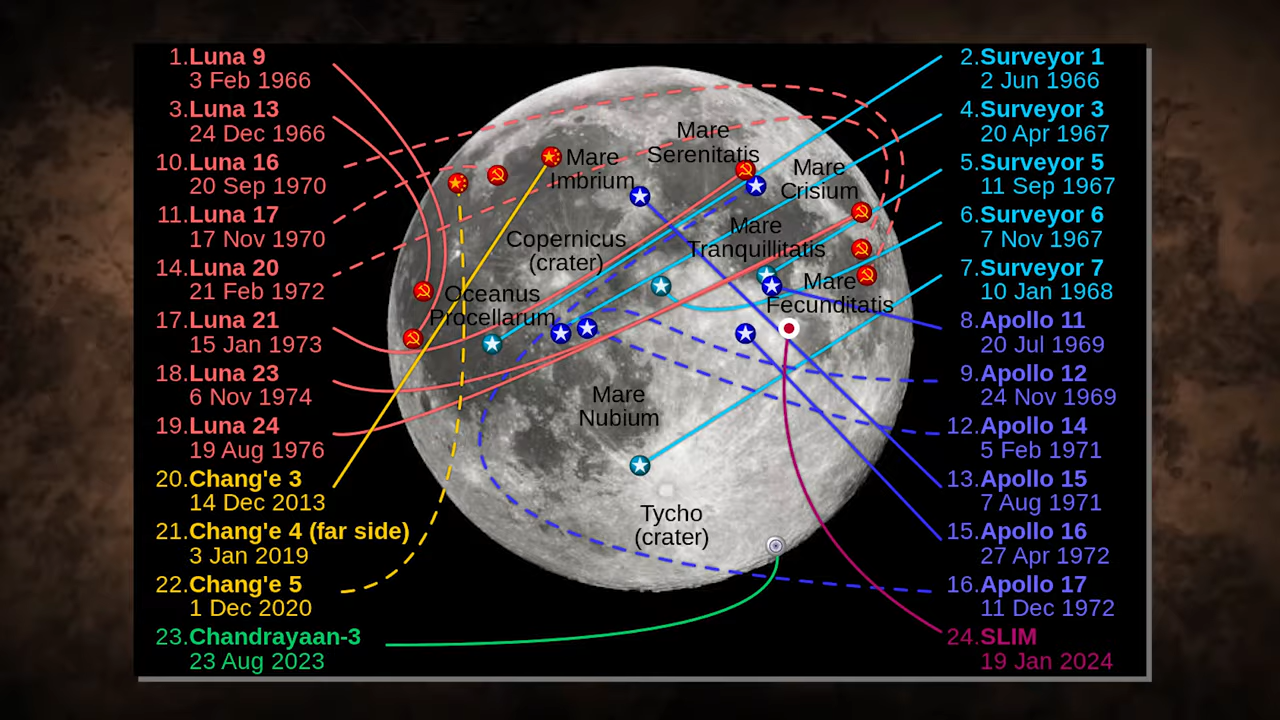 1.Luna 9
3 Feb 1966
3.Luna 13
24 Dec 1966
10.Luna 16
20 Sep 1970
11.Luna 17
17 Nov 1970
14.Luna 20
21 Feb 1972
17.Luna 21
15 Jan 1973
18.Luna 23
6 Nov 1974
19.Luna 24
19 Aug 1976
20.Chang'e 3
14 Dec 2013
21.Chang'e 4 (far side)
3 Jan 2019
22.Chang'e 5
1 Dec 2020
23.Chandrayaan-3
23 Aug 2023
Mare
Serenitatis
Mare
Imbrium
Mare
Crisium
Copernicus
(crater)
Mare
Tranquillitatis
Oceanus
Procellarum
Mare
Fecunditatis
Mare
Nubium
Tycho
(crater)
2.Surveyor 1
2 Jun 1966
4.Surveyor 3
20 Apr 1967
5.Surveyor 5
11 Sep 1967
6.Surveyor 6
7 Nov 1967
7.Surveyor 7
10 Jan 1968
8.Apollo 11
20 Jul 1969
9.Apollo 12
24 Nov 1969
12.Apollo 14
5 Feb 1971
13.Apollo 15
7 Aug 1971
15.Apollo 16
27 Apr 1972
16.Apollo 17
11 Dec 1972
24.SLIM
19 Jan 2024